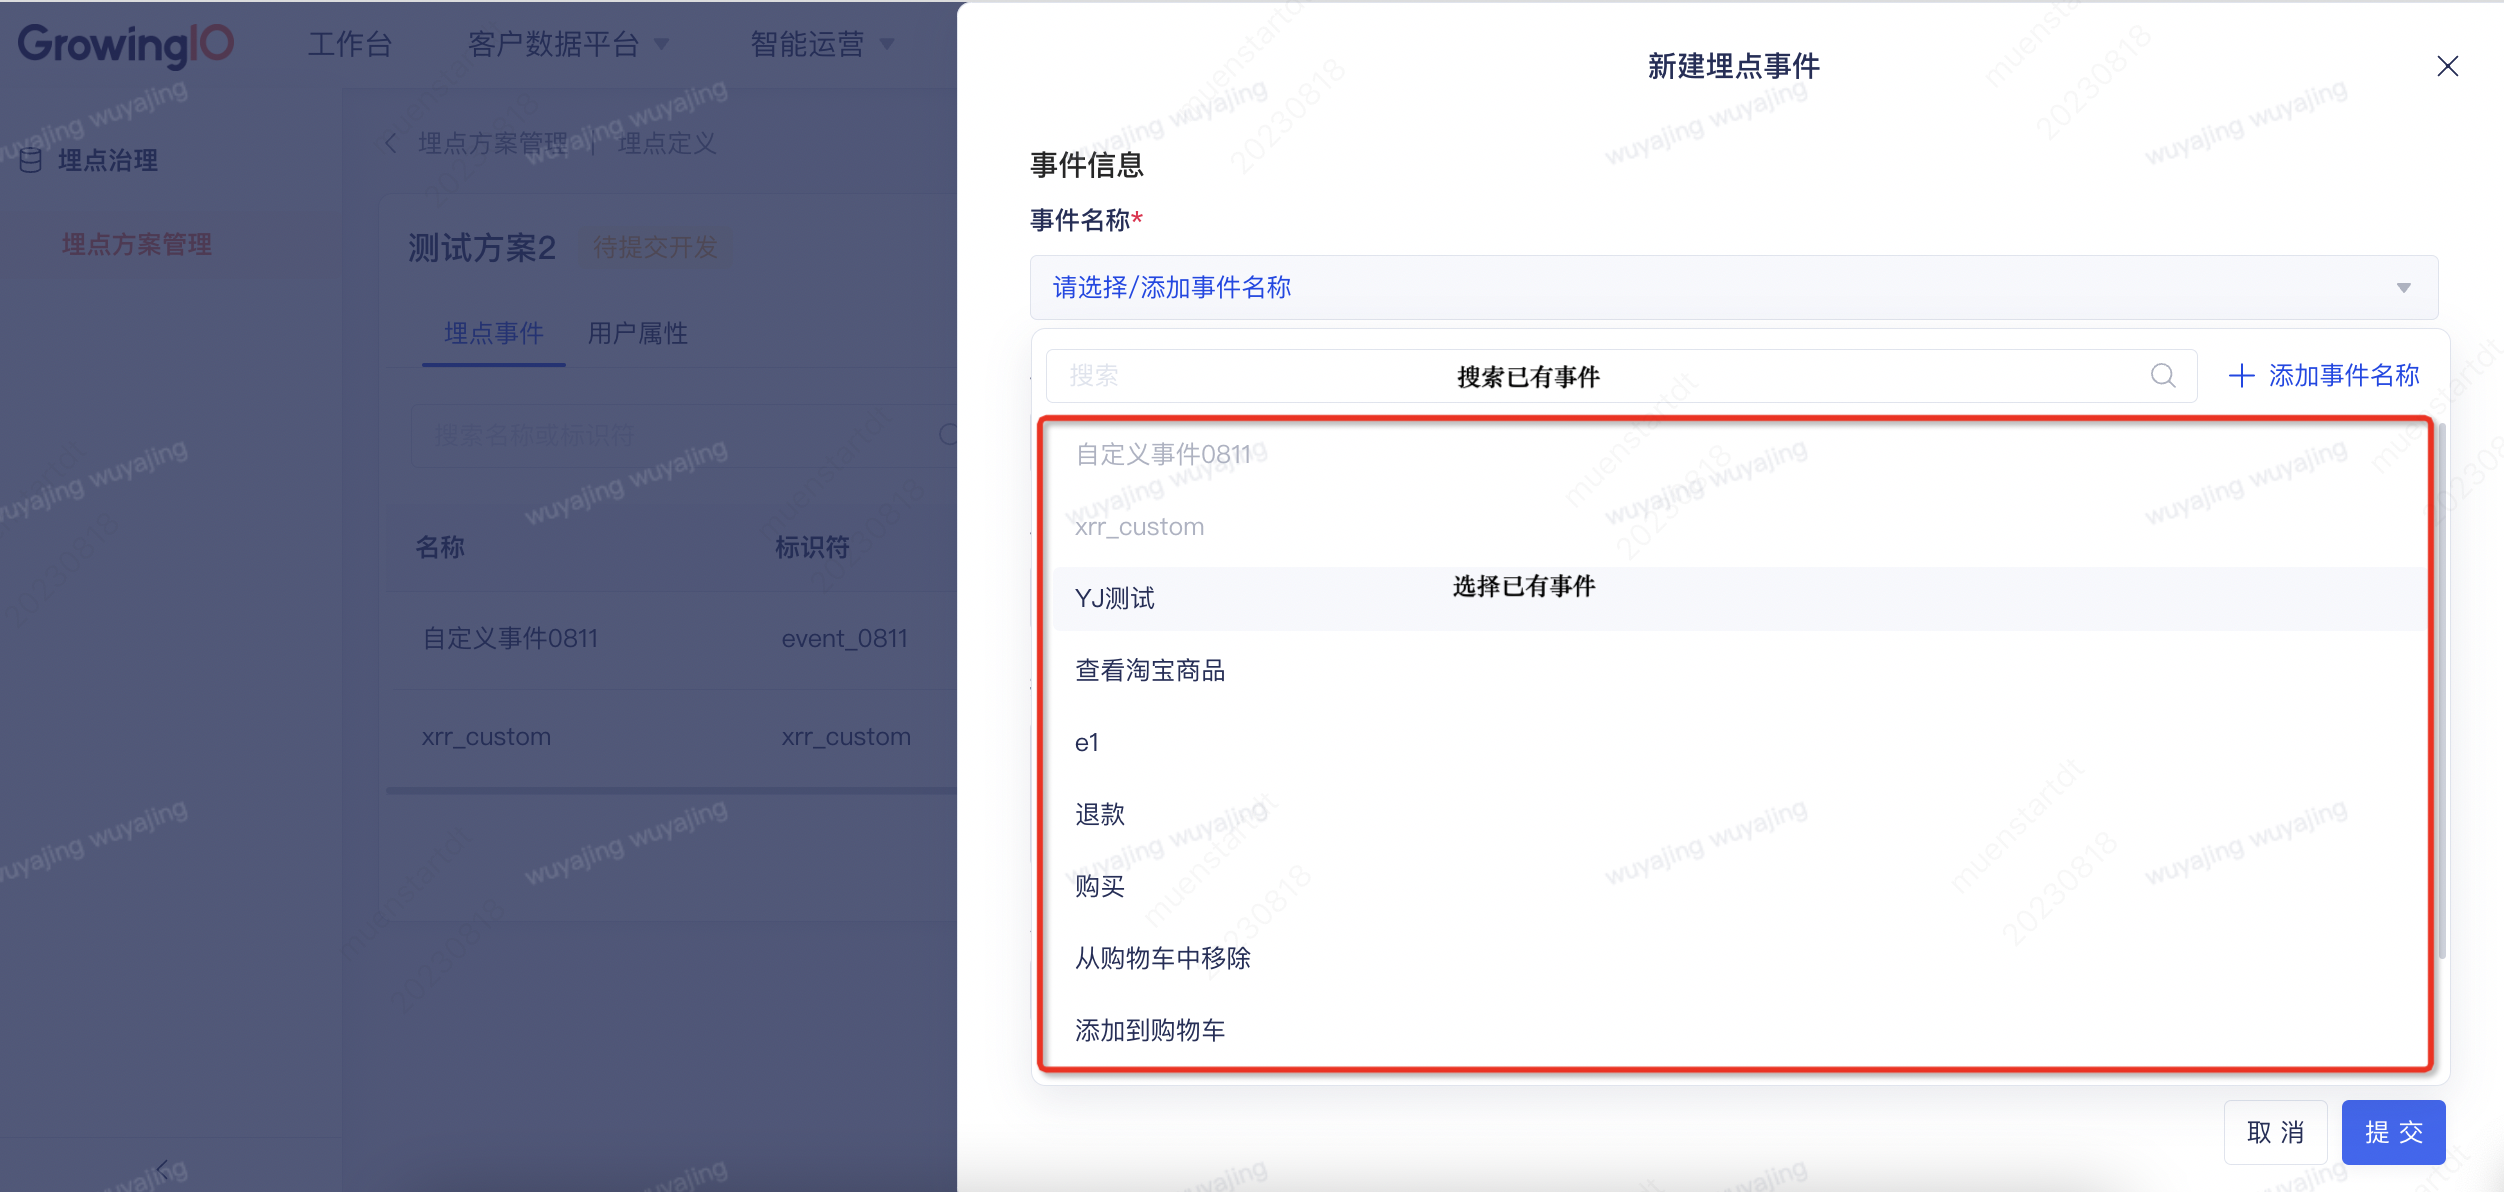 GrowingIO
工作台
客户数据平台
智能运营
埋点治理
埋点方案管理
埋点方案管理 | 埋点定义
测试方案2 待提交开发
埋点事件 用户属性
搜索名称或标识符
名称 标识符
自定义事件0811 event_0811
xrr_custom xrr_custom
新建埋点事件
事件信息
事件名称*
请选择/添加事件名称
搜索 搜索已有事件 添加事件名称
自定义事件0811
xrr_custom
YJ测试 选择已有事件
查看淘宝商品
e1
退款
购买
从购物车中移除
添加到购物车
取消 提交
wuyajing wuyajing
muenstartdt
20230818